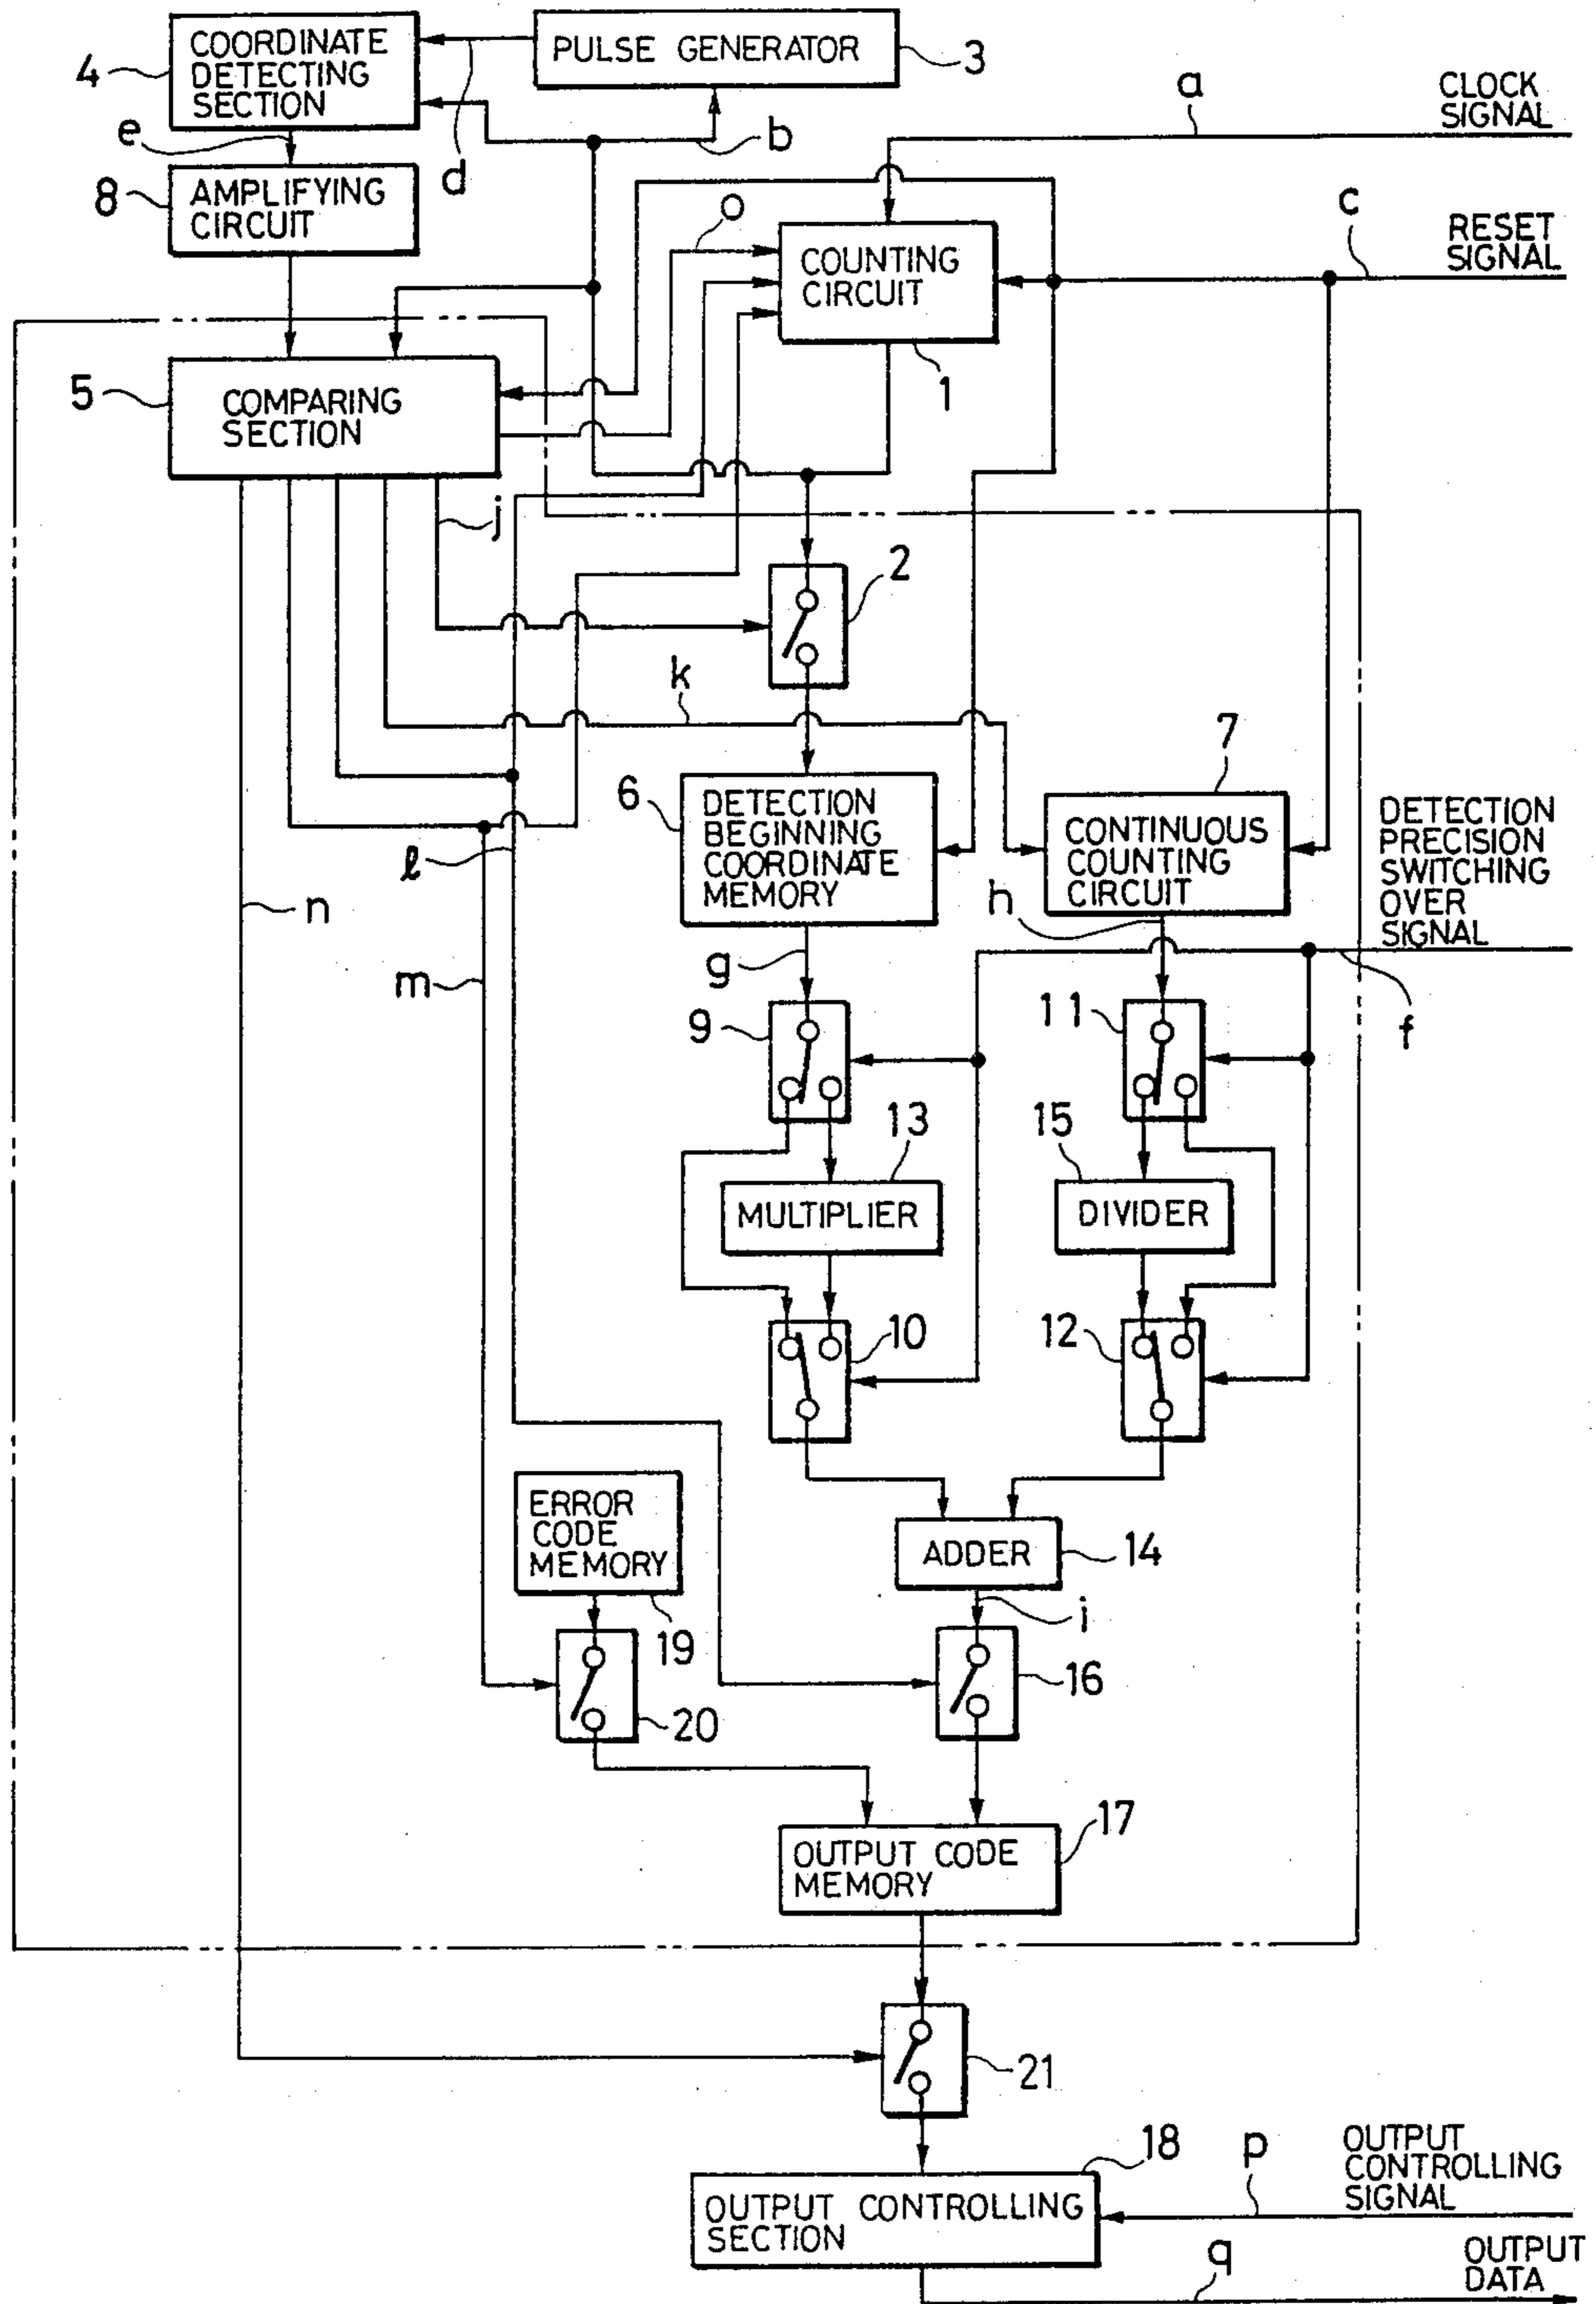 COORDINATE
DETECTING
SECTION
4
PULSE GENERATOR
3
a
CLOCK
SIGNAL
e
d
b
8
AMPLIFYING
CIRCUIT
o
c
RESET
SIGNAL
COUNTING
CIRCUIT
1
5
COMPARING
SECTION
j
2
k
7
6
DETECTION
BEGINNING
COORDINATE
MEMORY
CONTINUOUS
COUNTING
CIRCUIT
DETECTION
PRECISION
SWITCHING
OVER
SIGNAL
l
n
h
m
g
9
11
f
13
15
MULTIPLIER
DIVIDER
10
12
ERROR
CODE
MEMORY
ADDER
14
19
i
16
20
17
OUTPUT CODE
MEMORY
21
18
p
OUTPUT
CONTROLLING
SIGNAL
OUTPUT CONTROLLING
SECTION
q
OUTPUT
DATA